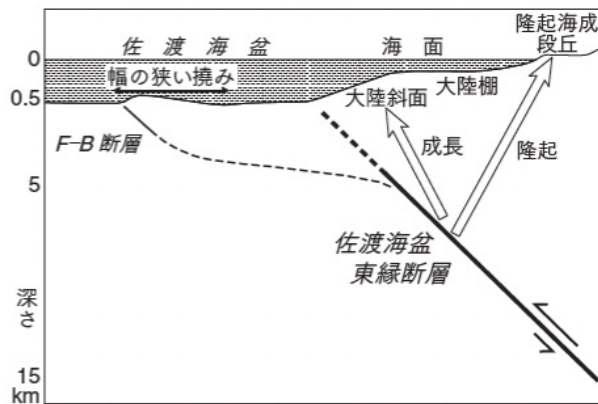 隆起海成
段丘
佐渡海盆
海面
0
幅の狭い撓み
大陸棚
0.5
大陸斜面
F-B 断層
成長
隆起
5
佐渡海盆
東縁断層
深さ
15
km